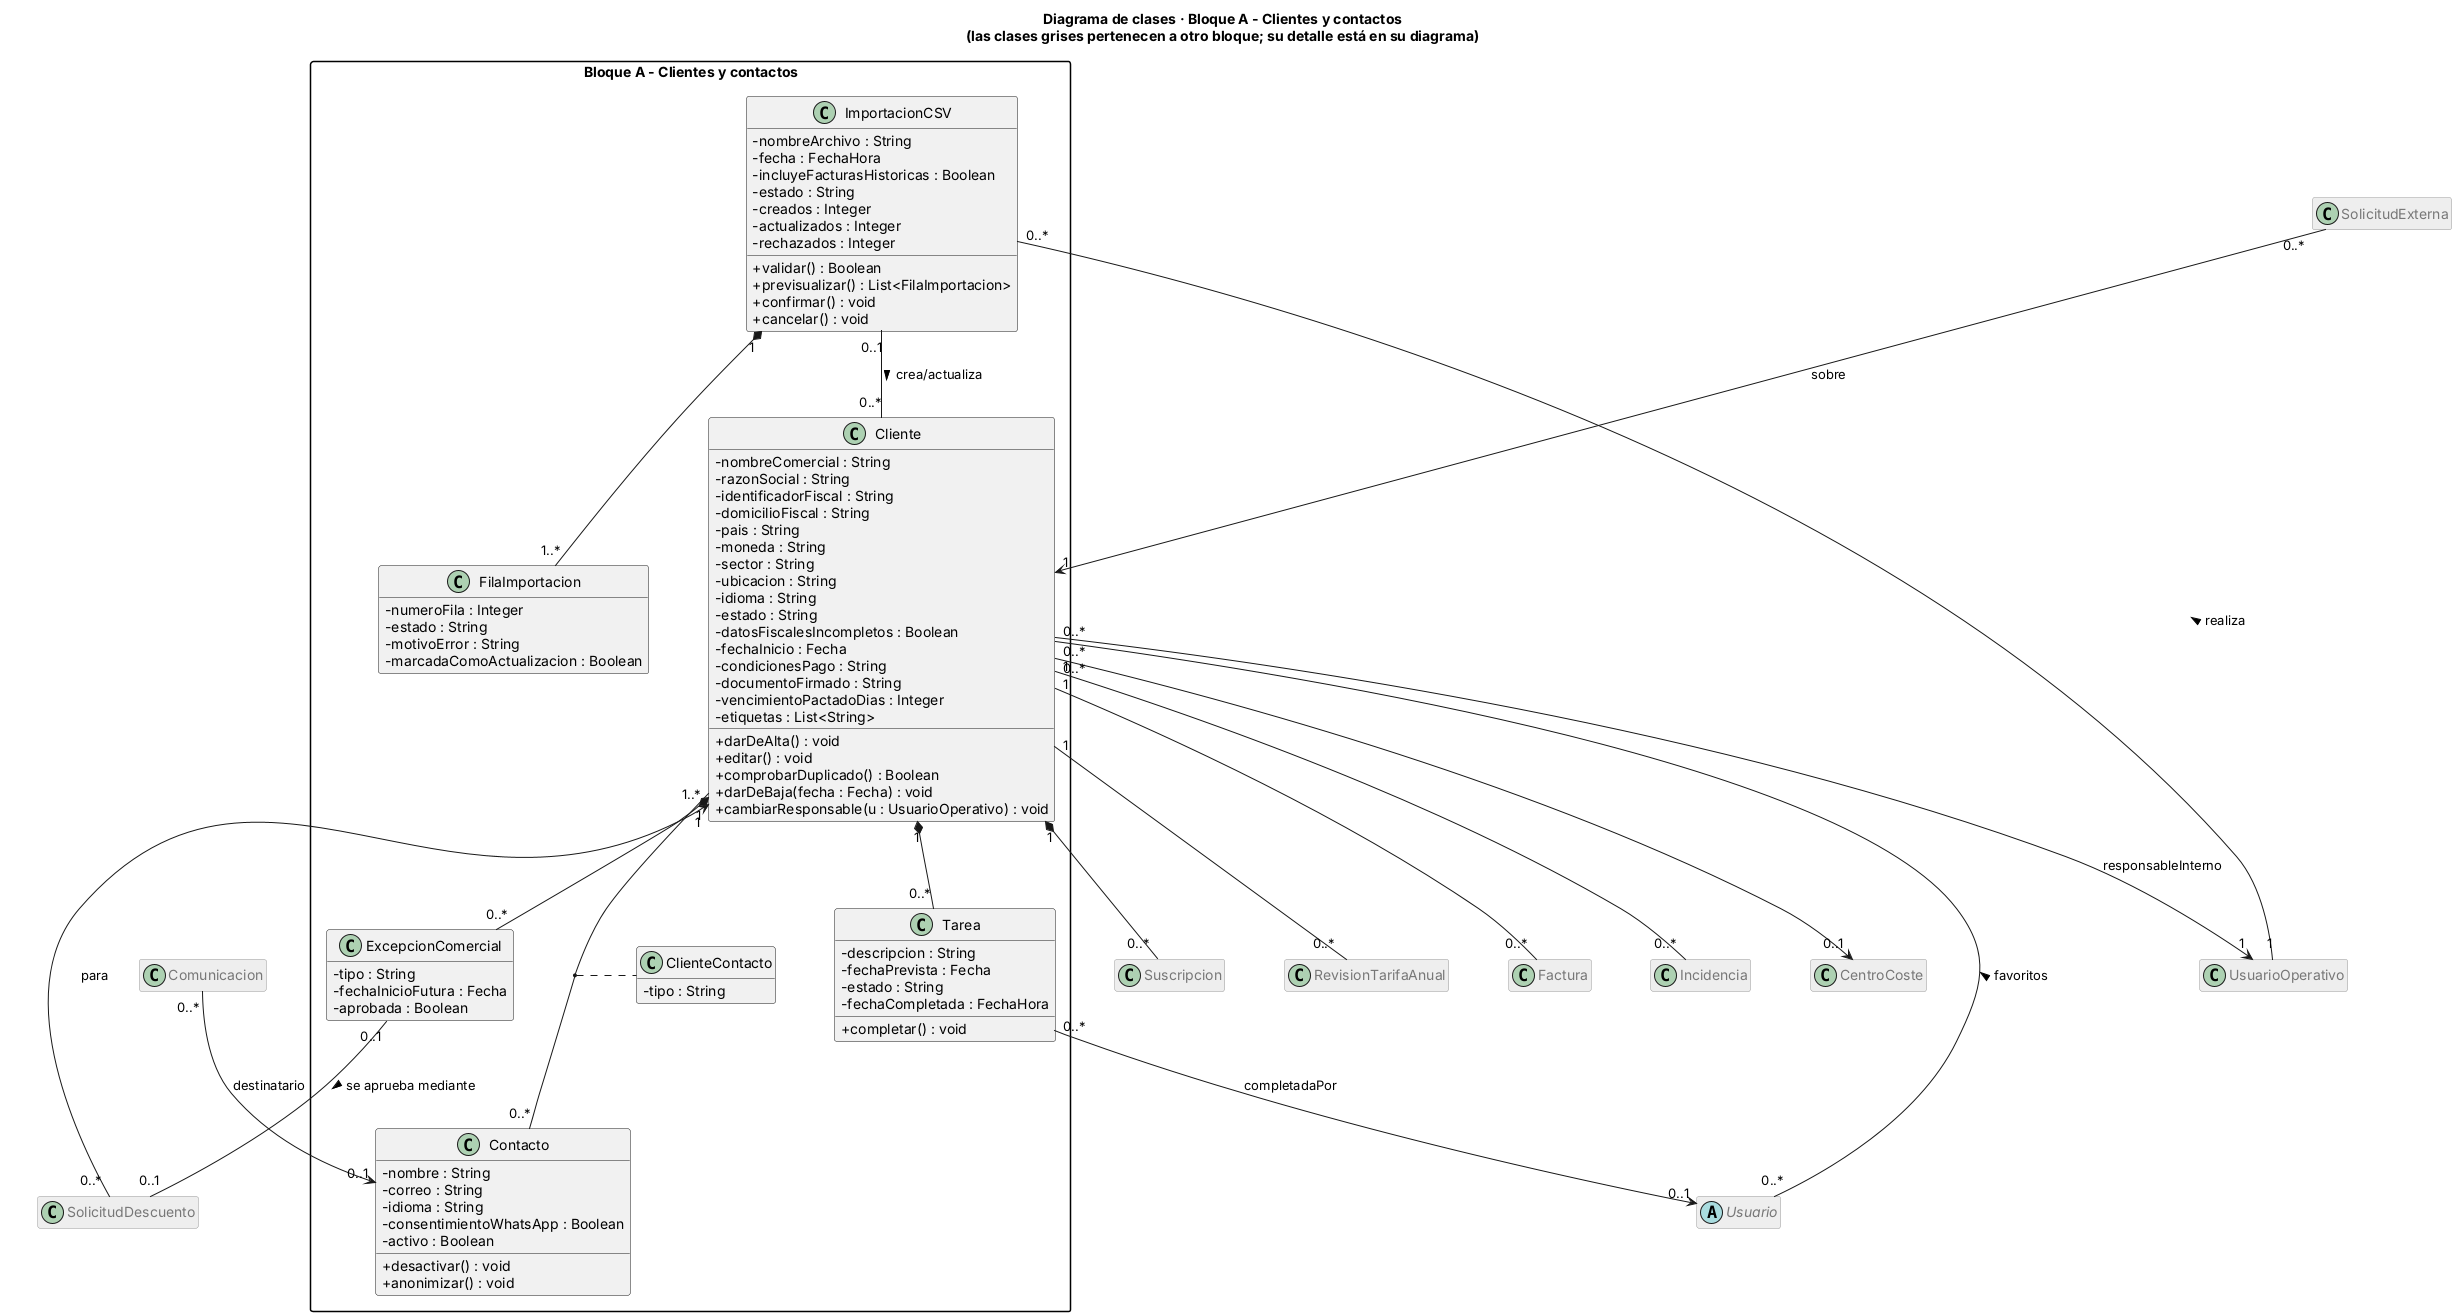 Diagrama de clases · Bloque A - Clientes y contactos
(las clases grises pertenecen a otro bloque; su detalle está en su diagrama)
Bloque A - Clientes y contactos
C ImportacionCSV
-nombreArchivo : String
-fecha : FechaHora
-incluyeFacturasHistoricas : Boolean
-estado : String
-creados : Integer
-actualizados : Integer
-rechazados : Integer
+validar() : Boolean
+previsualizar() : List<FilaImportacion>
+confirmar() : void
+cancelar() : void
0..*
C SolicitudExterna
0..*
1
0..1
crea/actualiza
sobre
0..*
C Cliente
-nombreComercial : String
-razonSocial : String
-identificadorFiscal : String
-domicilioFiscal : String
-pais : String
-moneda : String
-sector : String
-ubicacion : String
-idioma : String
-estado : String
-datosFiscalesIncompletos : Boolean
-fechaInicio : Fecha
-condicionesPago : String
-documentoFirmado : String
-vencimientoPactadoDias : Integer
-etiquetas : List<String>
+darDeAlta() : void
+editar() : void
+comprobarDuplicado() : Boolean
+darDeBaja(fecha : Fecha) : void
+cambiarResponsable(u : UsuarioOperativo) : void
1..*
C FilaImportacion
-numeroFila : Integer
-estado : String
-motivoError : String
-marcadaComoActualizacion : Boolean
1
realiza
0..*
0..*
0..*
1
1
1..*
1
1
1
1
responsableInterno
0..*
0..*
C ExcepcionComercial
-tipo : String
-fechaInicioFutura : Fecha
-aprobada : Boolean
C ClienteContacto
-tipo : String
C Tarea
-descripcion : String
-fechaPrevista : Fecha
-estado : String
-fechaCompletada : FechaHora
+completar() : void
0..*
C Suscripcion
0..*
C RevisionTarifaAnual
0..*
C Factura
0..*
C Incidencia
0..1
C CentroCoste
favoritos
1
1
C UsuarioOperativo
para
C Comunicacion
0..*
0..1
0..*
destinatario
se aprueba mediante
completadaPor
0..*
0..1
C Contacto
-nombre : String
-correo : String
-idioma : String
-consentimientoWhatsApp : Boolean
-activo : Boolean
+desactivar() : void
+anonimizar() : void
0..*
0..1
C SolicitudDescuento
0..1
0..*
A Usuario